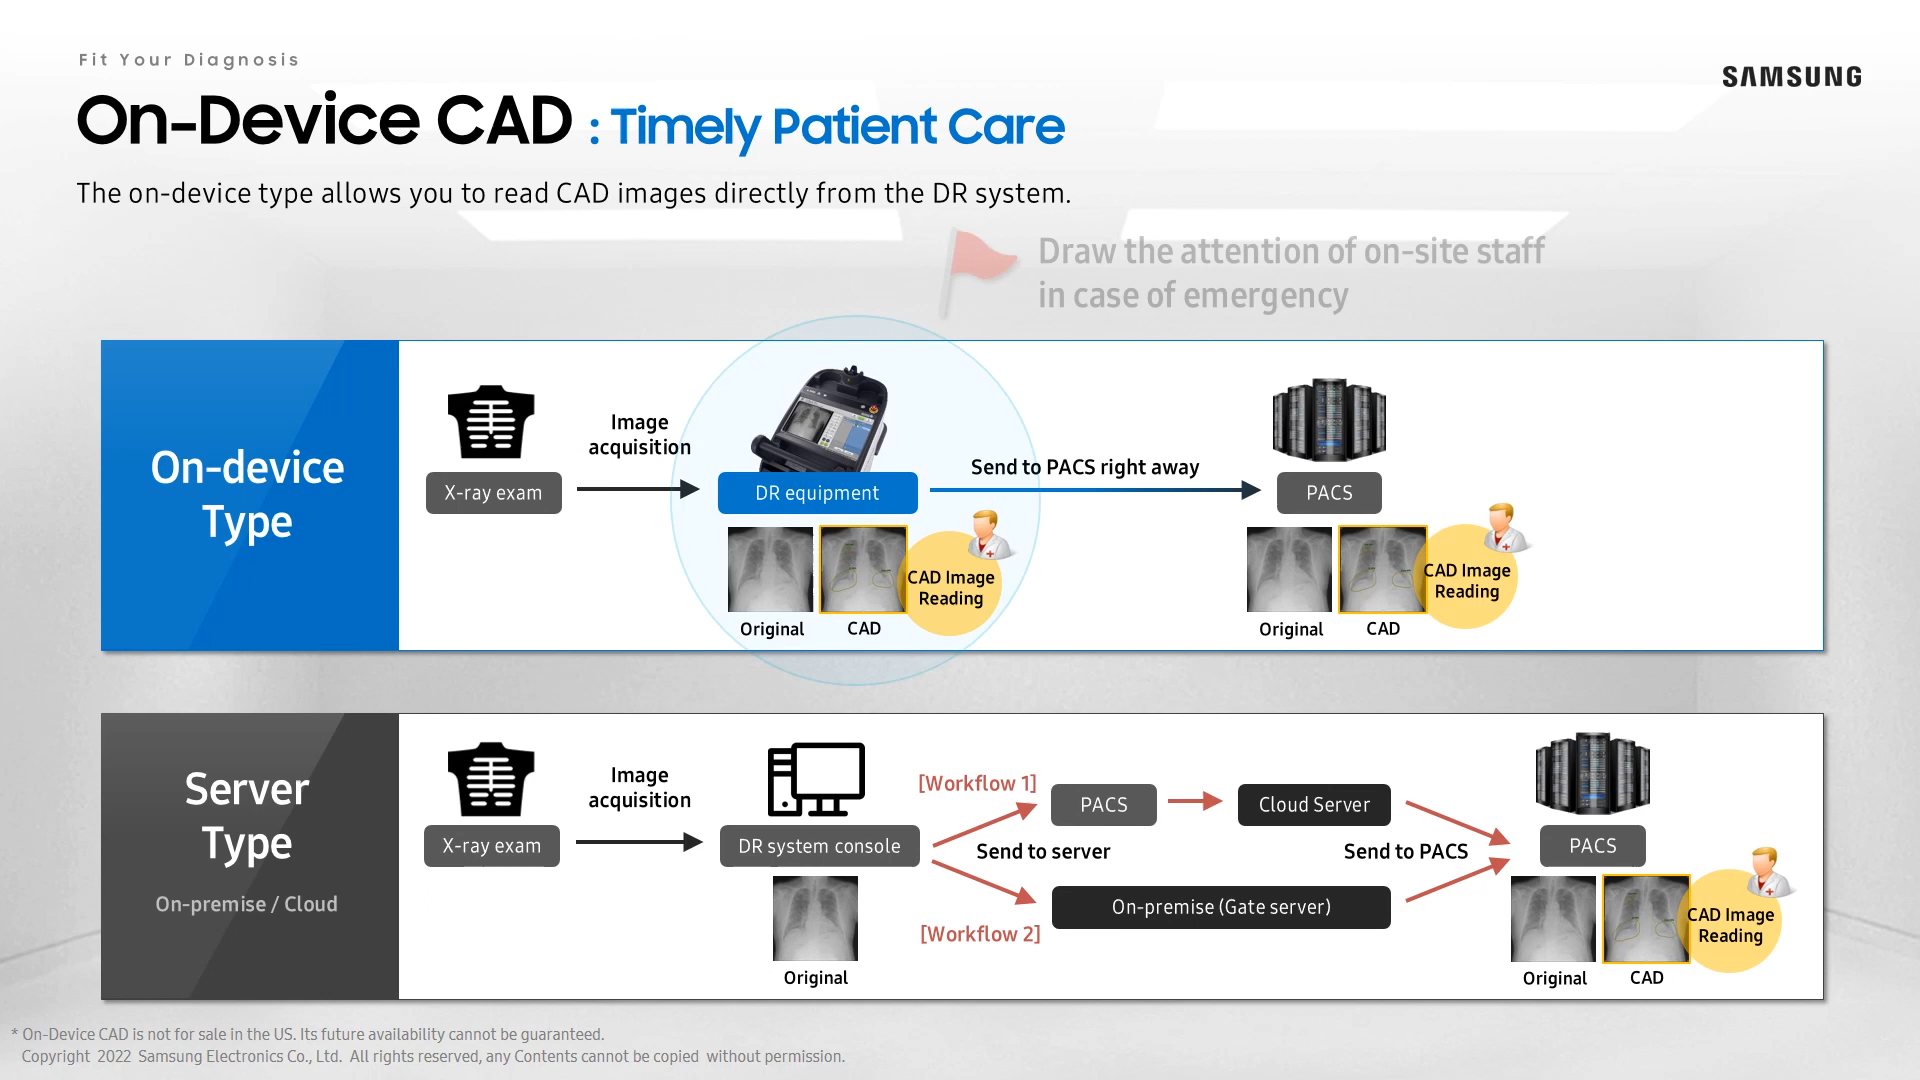 Fit Your Diagnosis
SAMSUNG
On-Device CAD : Timely Patient Care
The on-device type allows you to read CAD images directly from the DR system.
Draw the attention of on-site staff
in case of emergency
On-device
Type
Image
acquisition
X-ray exam
DR equipment
Send to PACS right away
PACS
CAD Image
Reading
Original
CAD
CAD Image
Reading
Original
CAD
Server
Type
On-premise / Cloud
Image
acquisition
X-ray exam
DR system console
Original
[Workflow 1]
PACS
Cloud Server
Send to server
Send to PACS
On-premise (Gate server)
[Workflow 2]
PACS
CAD Image
Reading
Original
CAD
* On-Device CAD is not for sale in the US. Its future availability cannot be guaranteed.
Copyright 2022 Samsung Electronics Co., Ltd. All rights reserved, any Contents cannot be copied without permission.